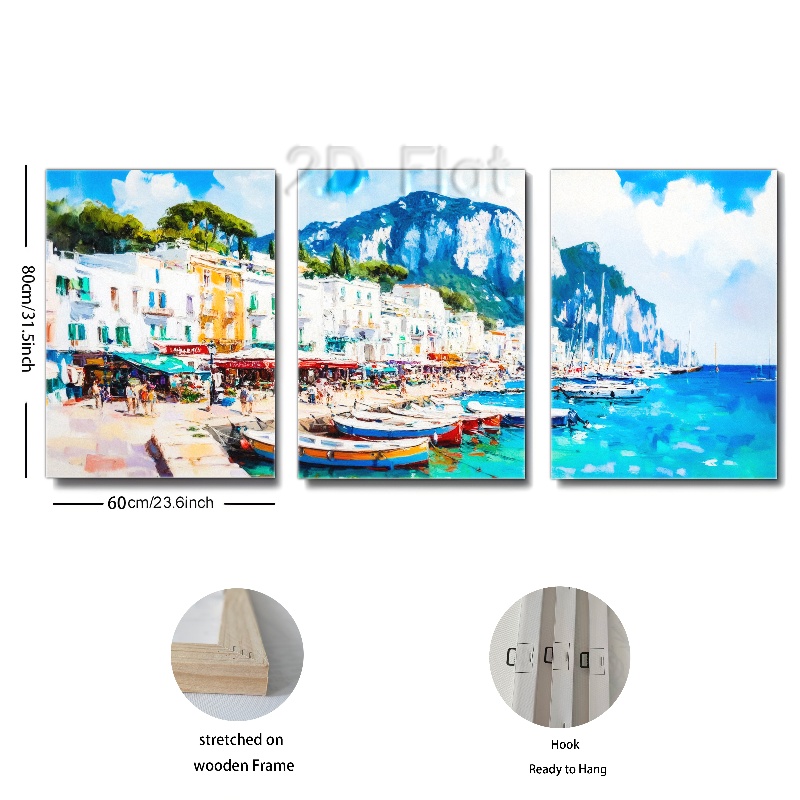 2D Flat
80cm/31.5inch
60cm/23.6inch
stretched on
wooden Frame
Hook
Ready to Hang